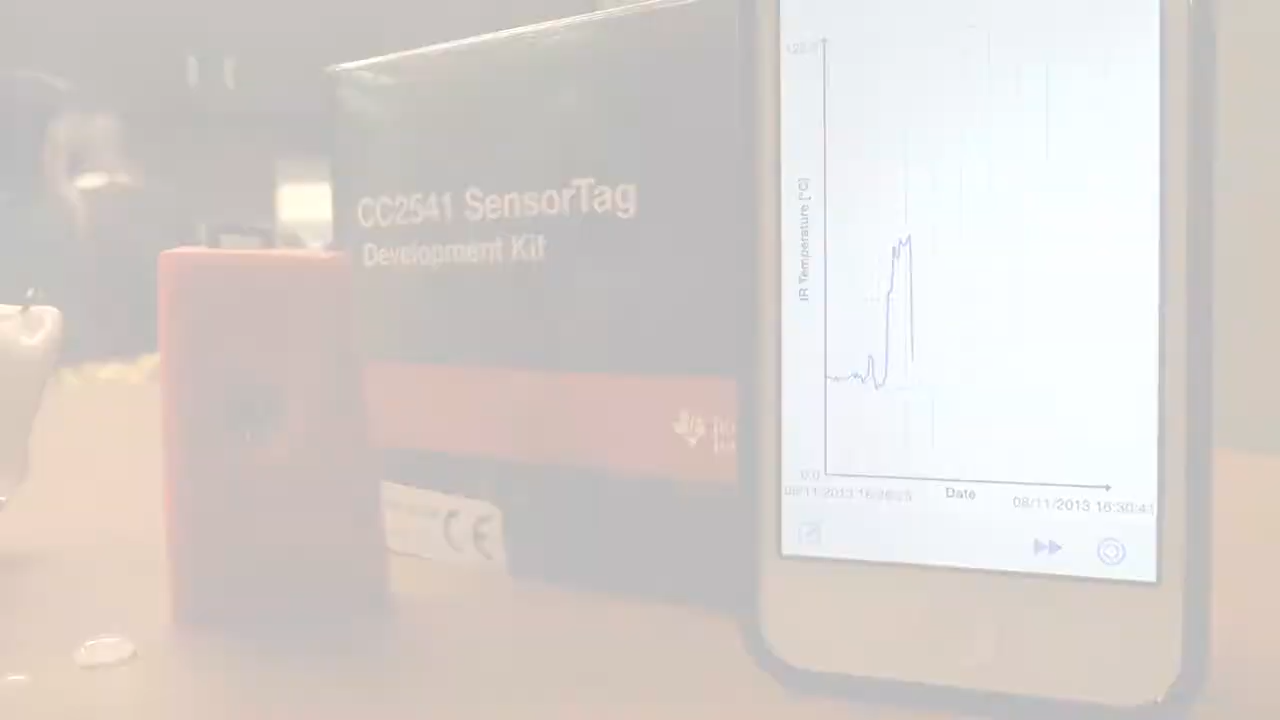 CC2541 SensorTag
Development Kit
CE
IR Temperature [°C]
0.0
Date
08/11/2013 16:30:41